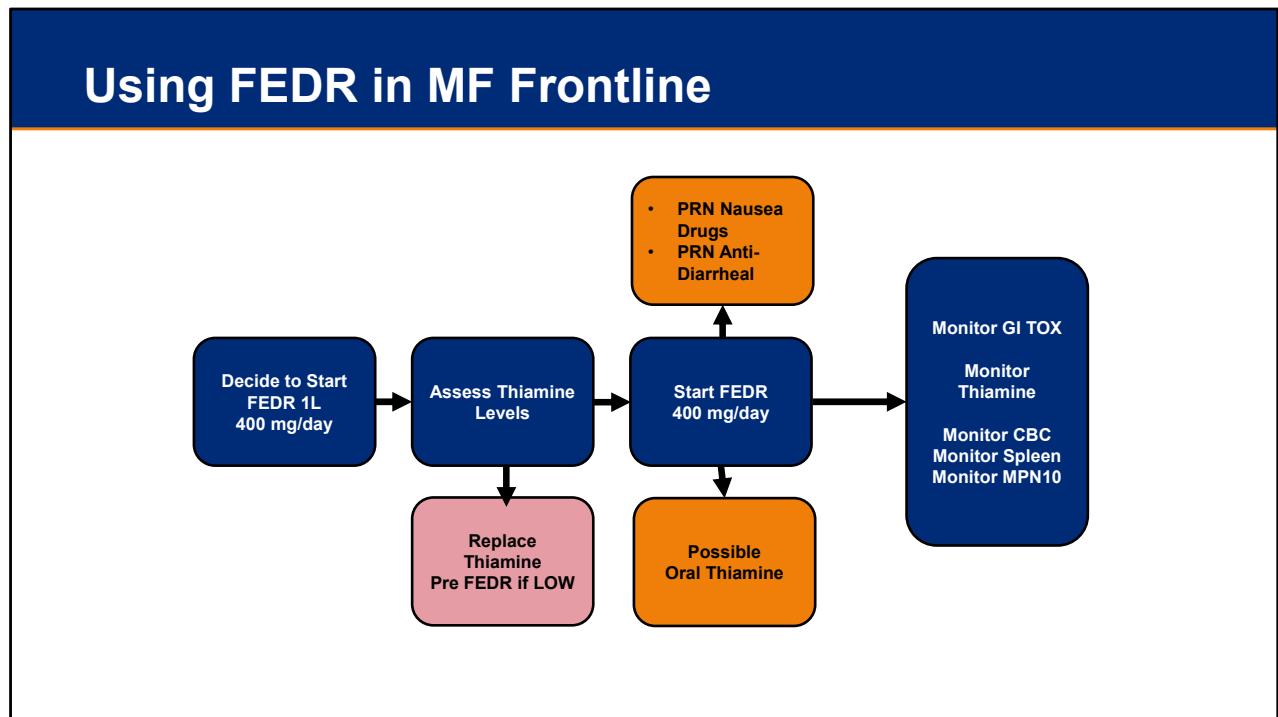 Using FEDR in MF Frontline
• PRN Nausea
Drugs
• PRN Anti-
Diarrheal
Decide to Start
FEDR 1L
400 mg/day
Assess Thiamine
Levels
Start FEDR
400 mg/day
Monitor GI TOX
Monitor
Thiamine
Monitor CBC
Monitor Spleen
Monitor MPN10
Replace
Thiamine
Pre FEDR if LOW
Possible
Oral Thiamine